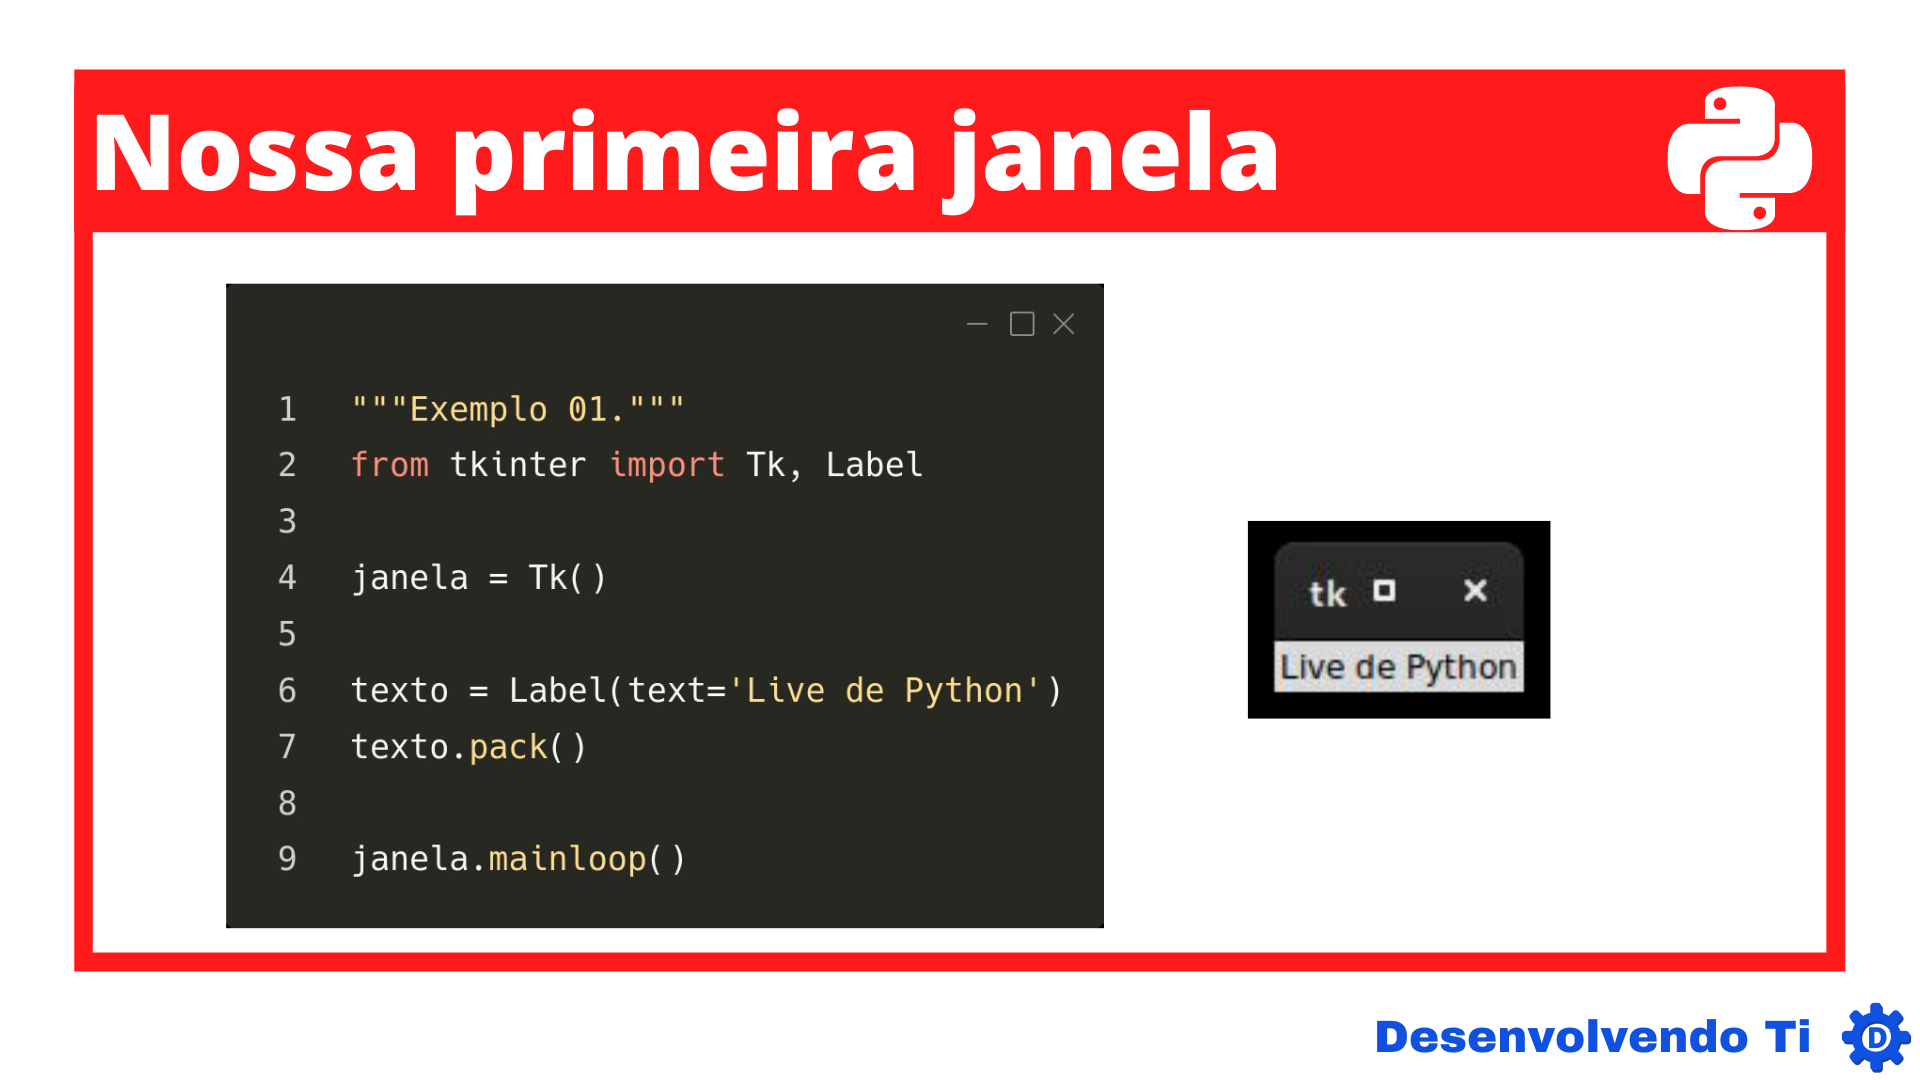 Nossa primeira janela
1 """Exemplo 01."""
2 from tkinter import Tk, Label
3
4 janela = Tk()
5
6 texto = Label(text='Live de Python')
7 texto.pack()
8
9 janela.mainloop()
tk
Live de Python
Desenvolvendo Ti D